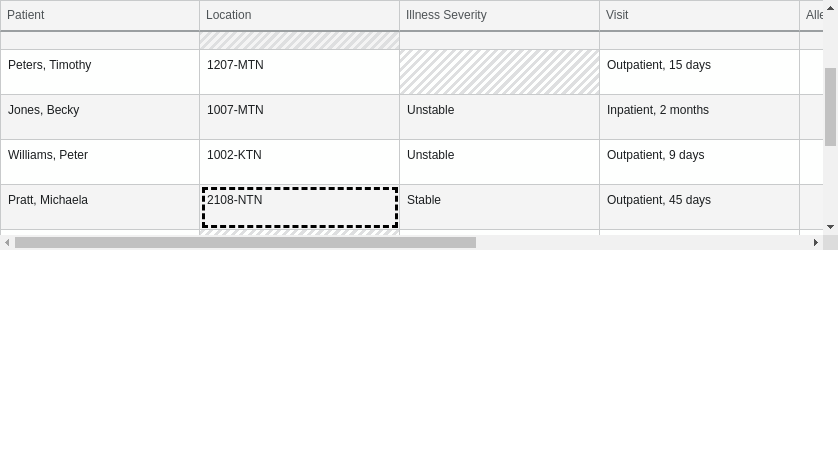 Patient Location Illness Severity Visit Alle
Peters, Timothy 1207-MTN Outpatient, 15 days
Jones, Becky 1007-MTN Unstable Inpatient, 2 months
Williams, Peter 1002-KTN Unstable Outpatient, 9 days
Pratt, Michaela 2108-NTN Stable Outpatient, 45 days